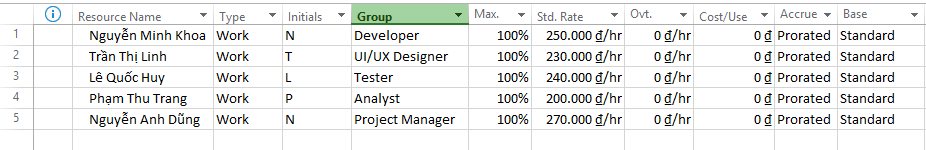 Resource Name Type Initials Group Max. Std. Rate Ovt. Cost/Use Accrue Base
1 Nguyễn Minh Khoa Work N Developer 100% 250.000 ₫/hr 0 ₫/hr 0 ₫ Prorated Standard
2 Trần Thị Linh Work T UI/UX Designer 100% 230.000 ₫/hr 0 ₫/hr 0 ₫ Prorated Standard
3 Lê Quốc Huy Work L Tester 100% 240.000 ₫/hr 0 ₫/hr 0 ₫ Prorated Standard
4 Phạm Thu Trang Work P Analyst 100% 200.000 ₫/hr 0 ₫/hr 0 ₫ Prorated Standard
5 Nguyễn Anh Dũng Work N Project Manager 100% 270.000 ₫/hr 0 ₫/hr 0 ₫ Prorated Standard